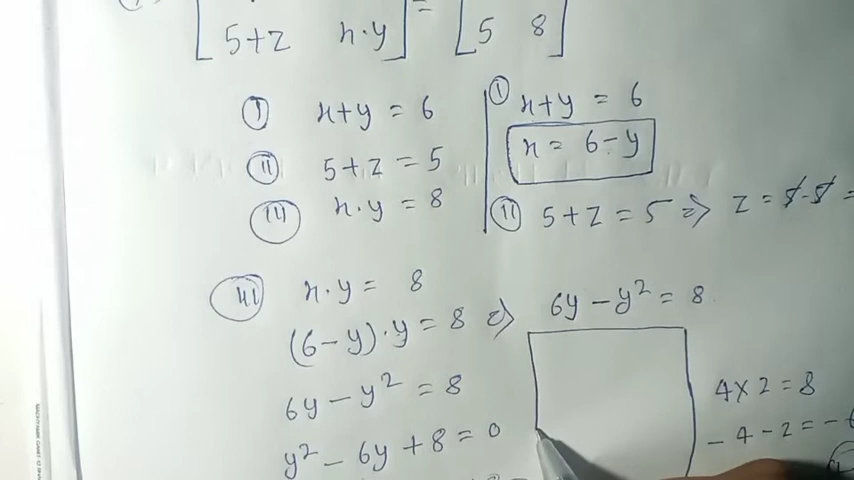 5+z x·y = 5 8
I x+y = 6
II 5+z = 5
III x·y = 8
I x+y = 6
x = 6-y
II 5+z = 5 => z = 5-5 =
III x·y = 8
(6-y)·y = 8 => 6y-y² = 8
6y-y² = 8
y²-6y+8 = 0
4×2 = 8
-4-2 = -6